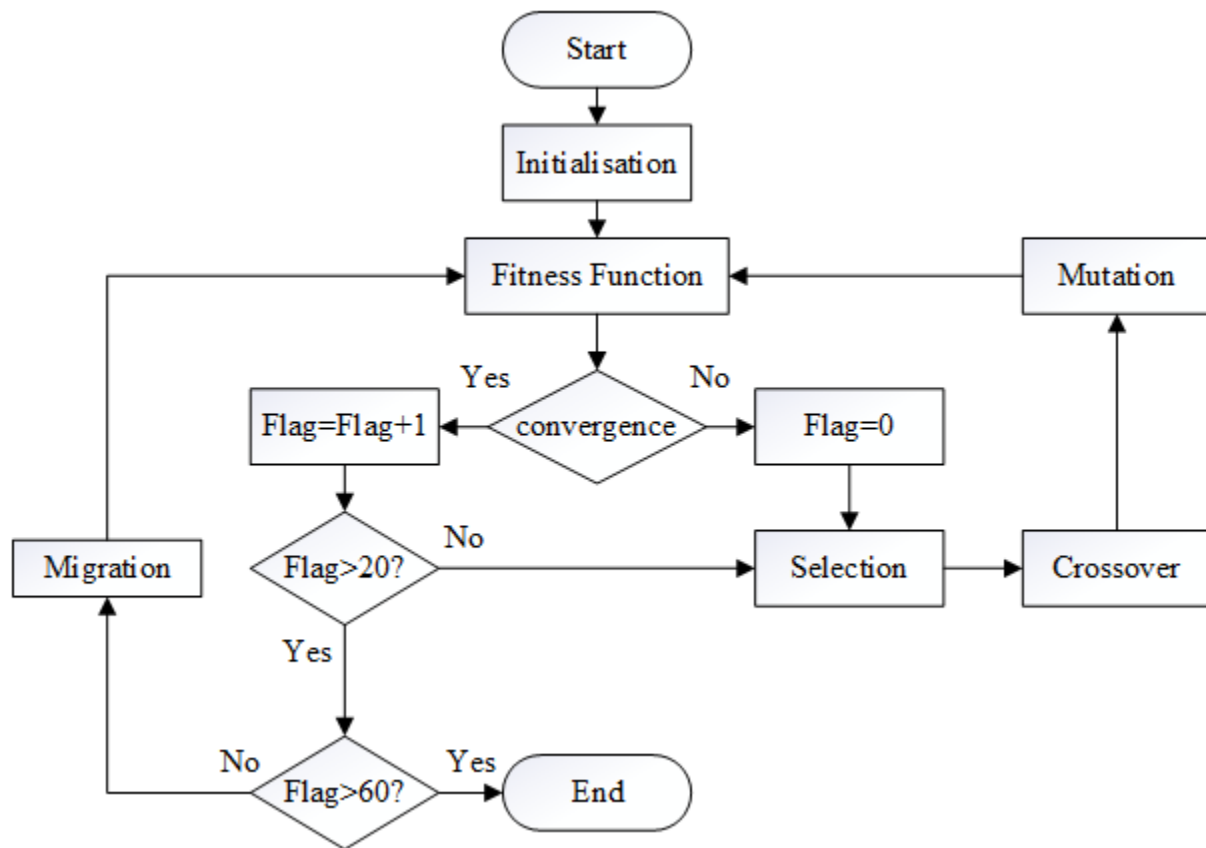 Start
Initialisation
Fitness Function
Mutation
Yes
No
Flag=Flag+1
convergence
Flag=0
Migration
Flag>20?
No
Selection
Crossover
Yes
No
Flag>60?
Yes
End